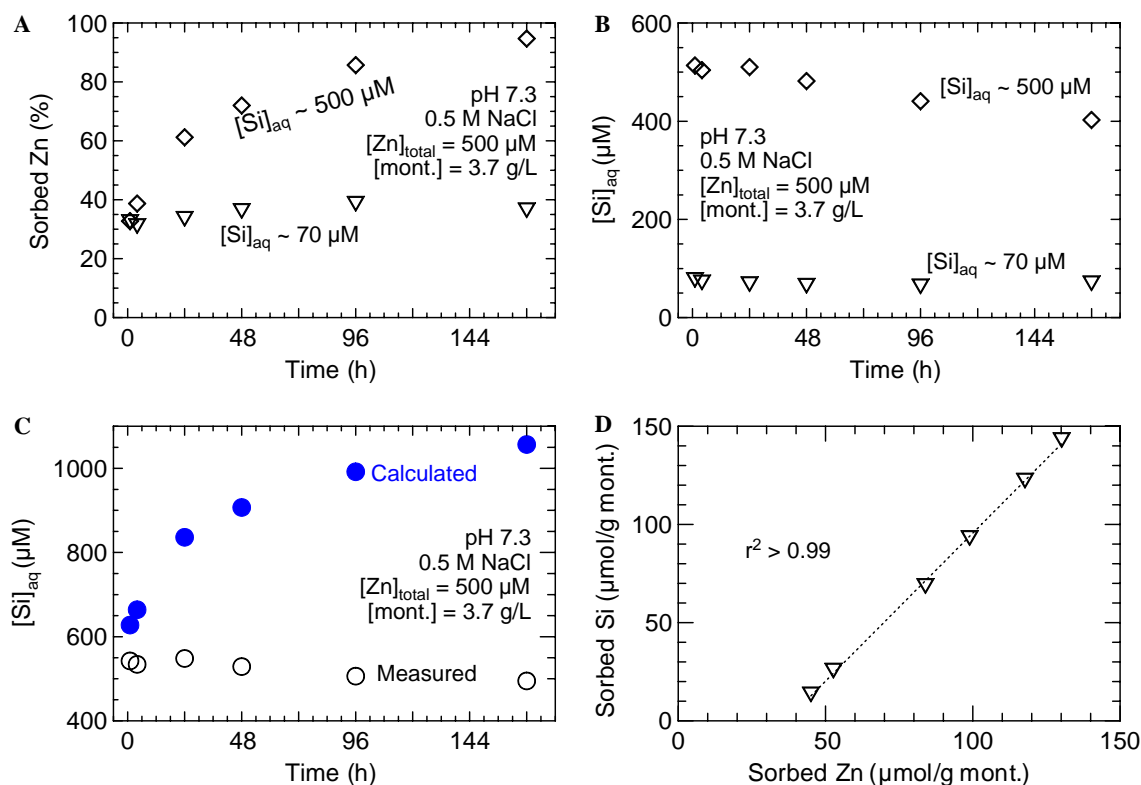 A
100
80
60
40
20
0
Sorbed Zn (%)
[Si]aq ~ 500 µM
pH 7.3
0.5 M NaCl
[Zn]total = 500 µM
[mont.] = 3.7 g/L
[Si]aq ~ 70 µM
0 48 96 144
Time (h)
B
600
400
200
0
[Si]aq (µM)
[Si]aq ~ 500 µM
pH 7.3
0.5 M NaCl
[Zn]total = 500 µM
[mont.] = 3.7 g/L
[Si]aq ~ 70 µM
0 48 96 144
Time (h)
C
1000
800
600
400
[Si]aq (µM)
Calculated
pH 7.3
0.5 M NaCl
[Zn]total = 500 µM
[mont.] = 3.7 g/L
Measured
0 48 96 144
Time (h)
D
150
100
50
0
Sorbed Si (µmol/g mont.)
r2 > 0.99
0 50 100 150
Sorbed Zn (µmol/g mont.)